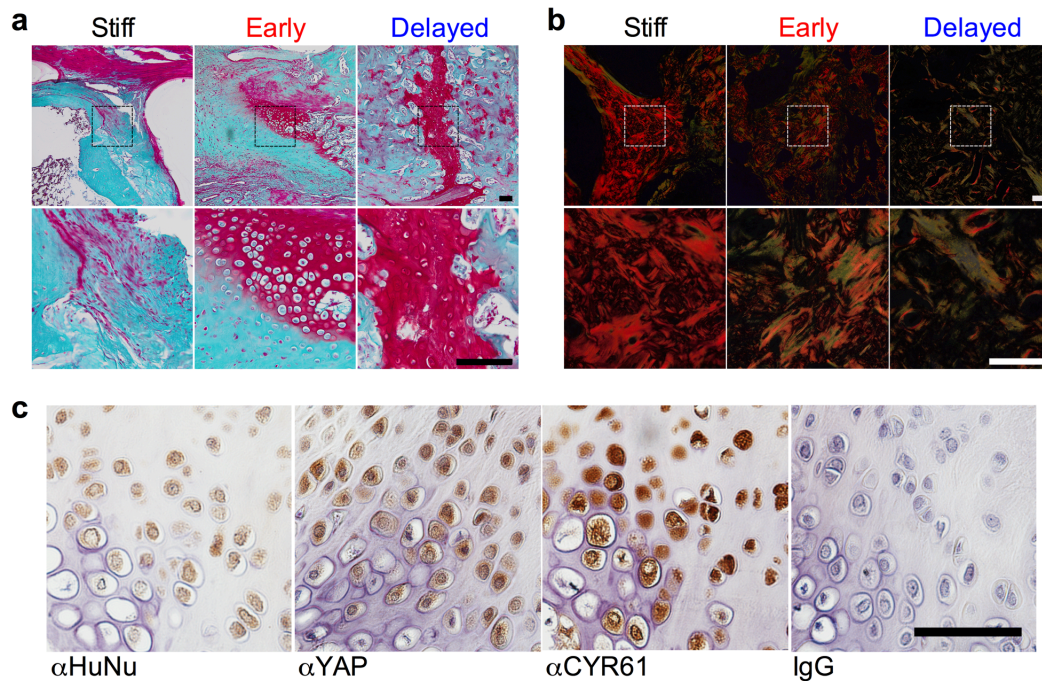 a
Stiff Early Delayed
b
Stiff Early Delayed
c
αHuNu αYAP αCYR61 IgG